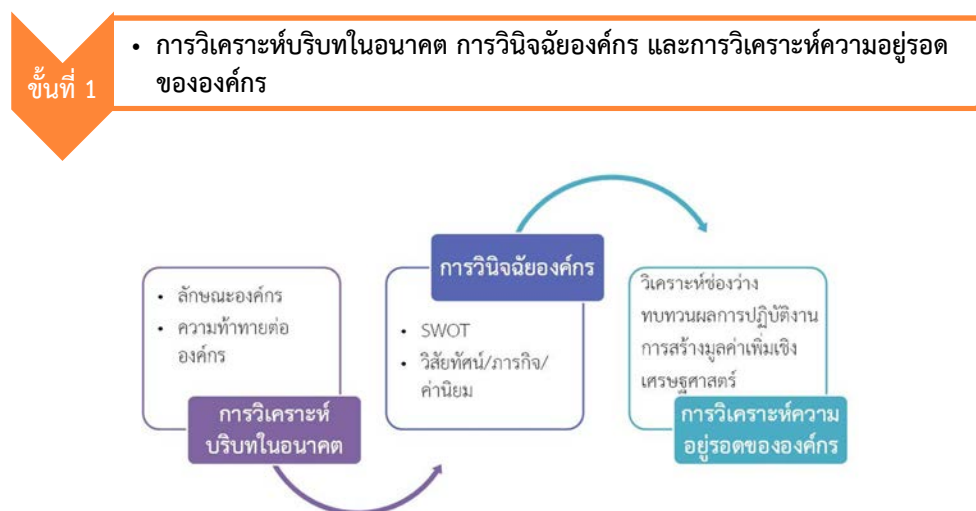 ขั้นที่ 1
• การวิเคราะห์บริบทในอนาคต การวินิจฉัยองค์กร และการวิเคราะห์ความอยู่รอด
ขององค์กร
• ลักษณะองค์กร
• ความท้าทายต่อ
องค์กร
การวิเคราะห์
บริบทในอนาคต
การวินิจฉัยองค์กร
• SWOT
• วิสัยทัศน์/ภารกิจ/
ค่านิยม
วิเคราะห์ช่องว่าง
ทบทวนผลการปฏิบัติงาน
การสร้างมูลค่าเพิ่มเชิง
เศรษฐศาสตร์
การวิเคราะห์ความ
อยู่รอดขององค์กร